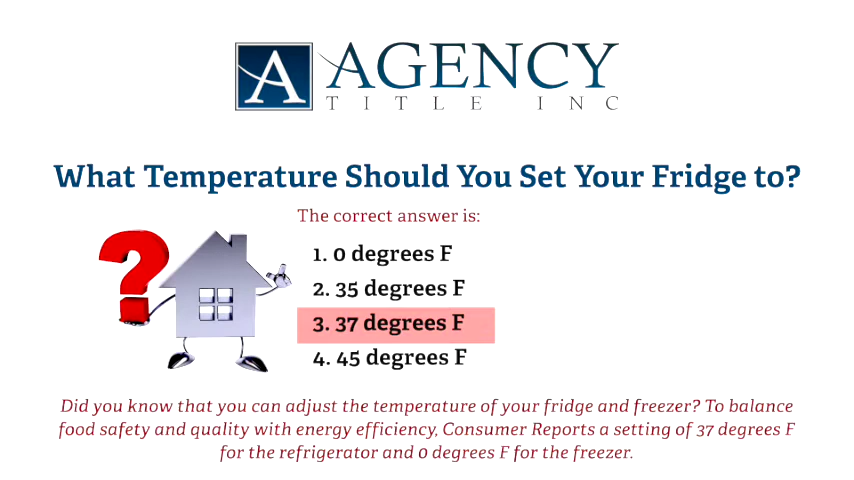 A AGENCY
TITLE INC
What Temperature Should You Set Your Fridge to?
The correct answer is:
1. 0 degrees F
2. 35 degrees F
3. 37 degrees F
4. 45 degrees F
?
Did you know that you can adjust the temperature of your fridge and freezer? To balance
food safety and quality with energy efficiency, Consumer Reports a setting of 37 degrees F
for the refrigerator and 0 degrees F for the freezer.